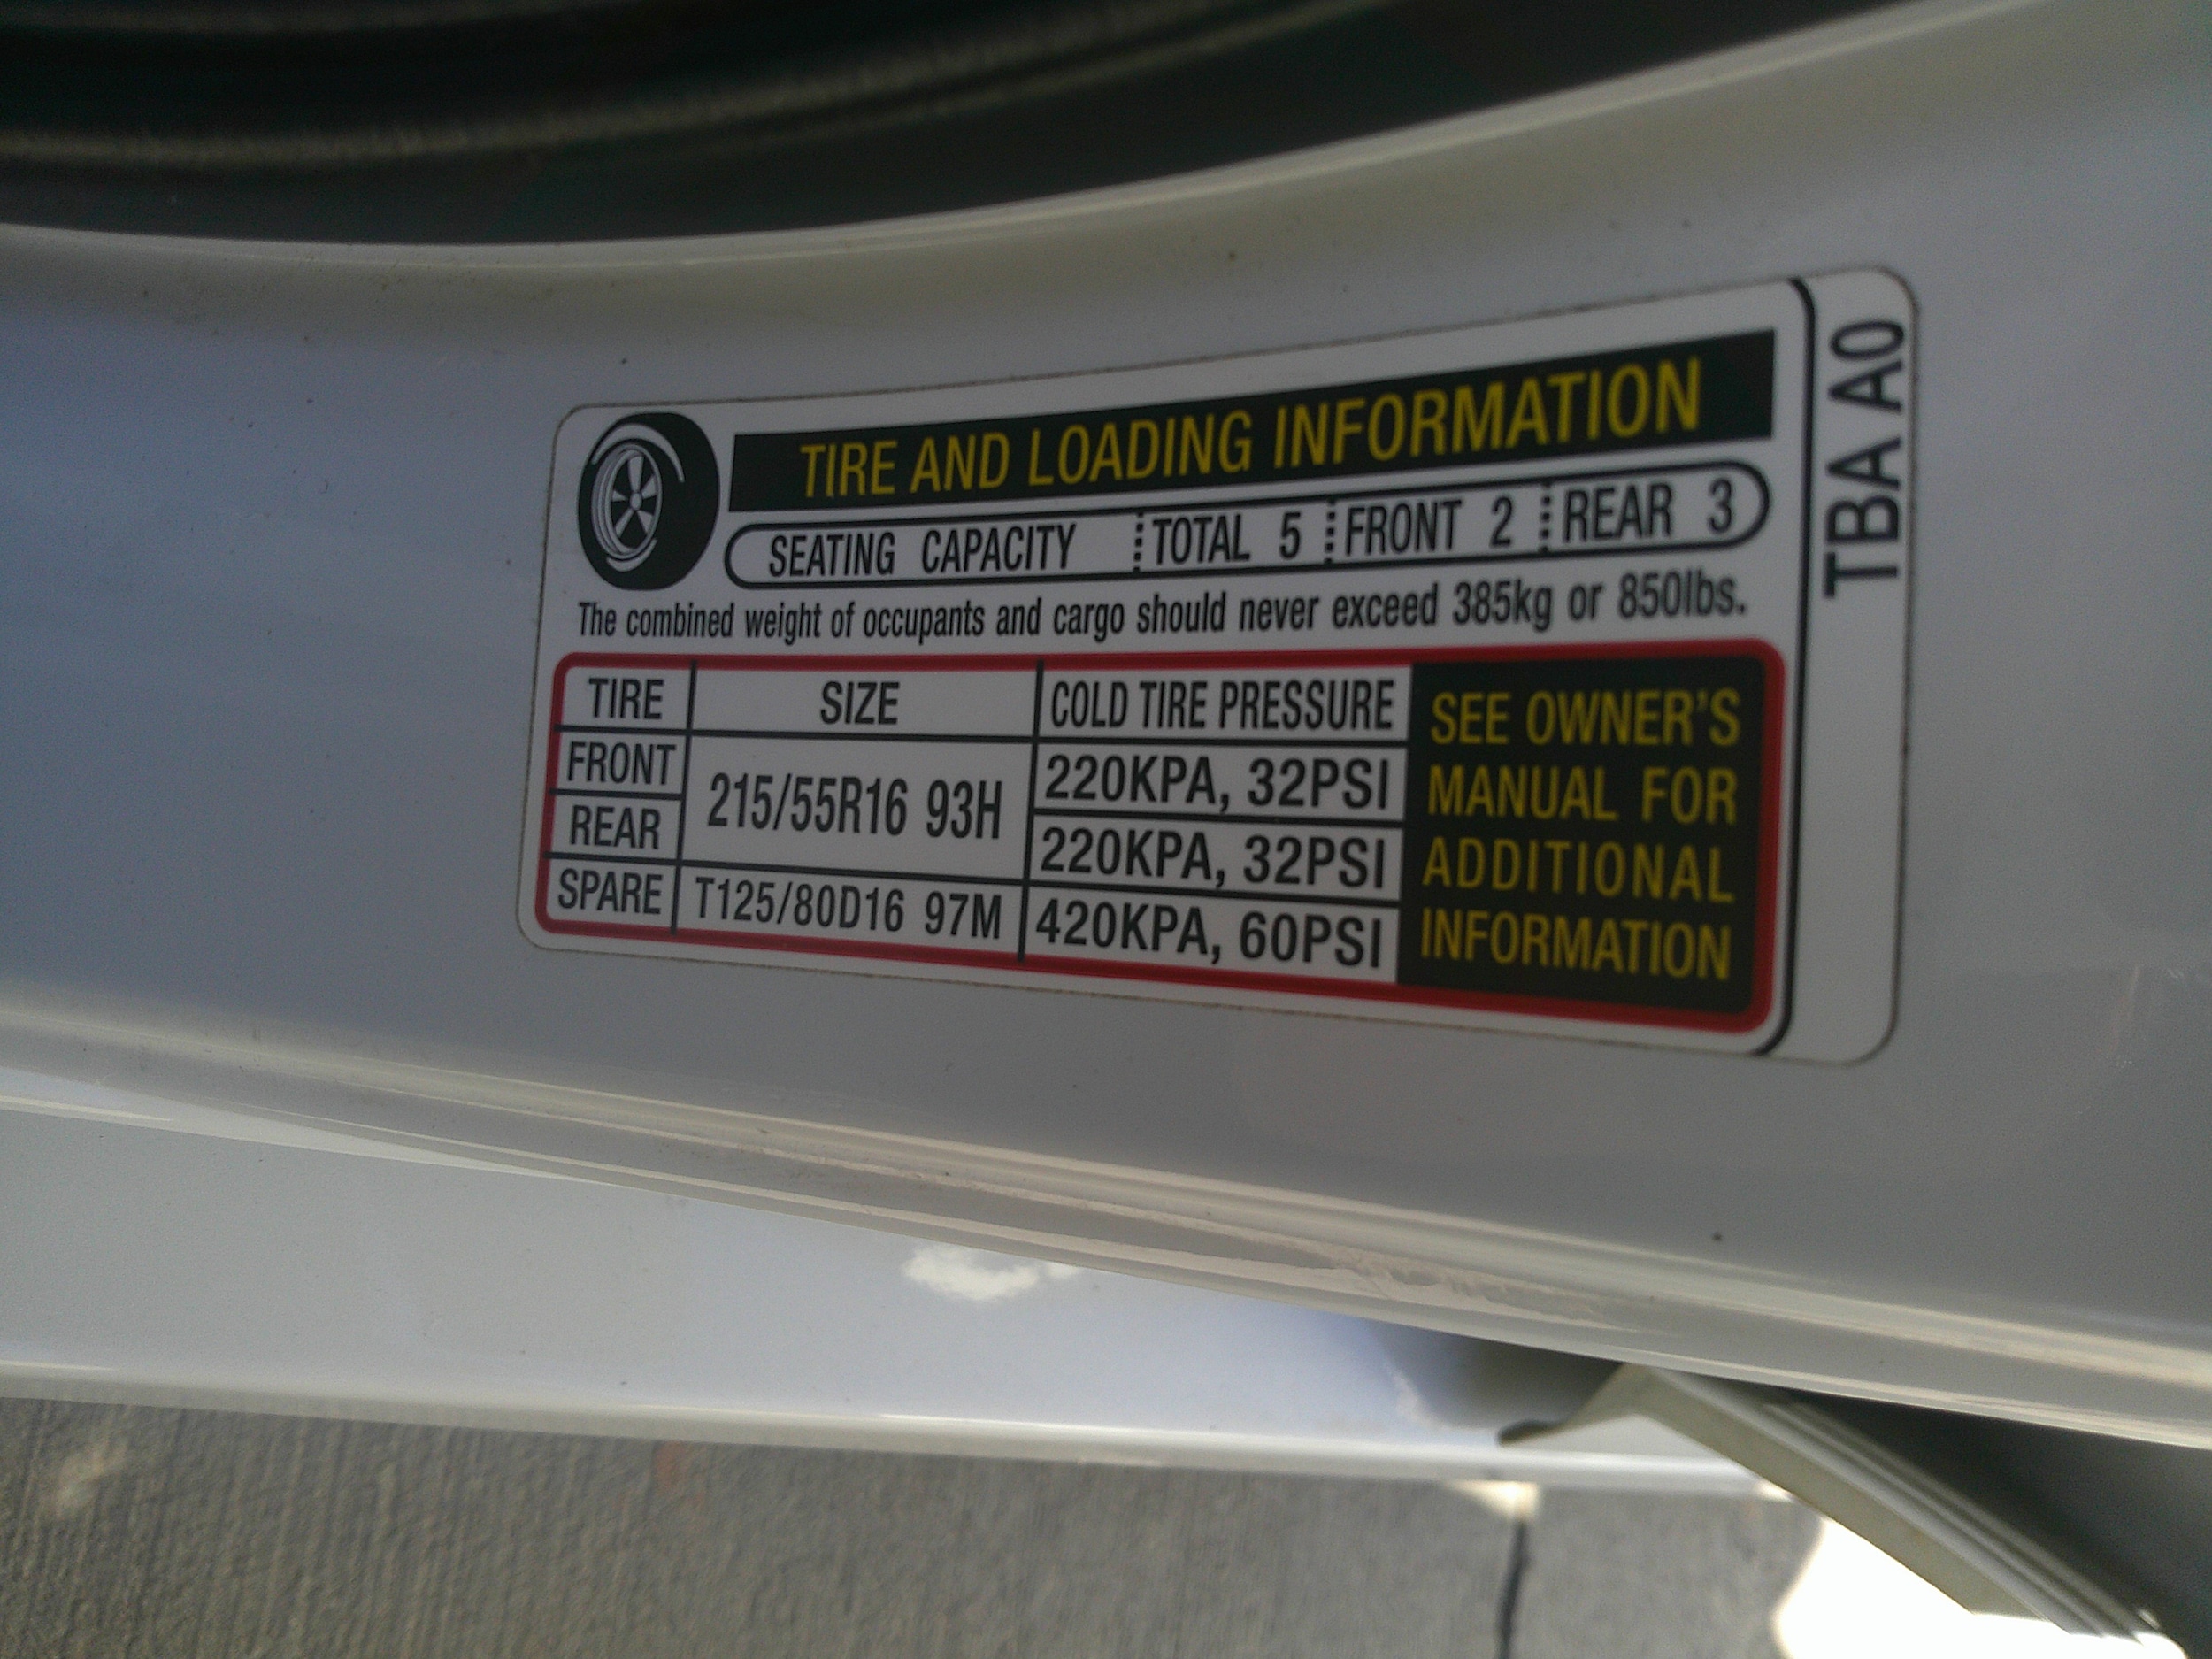 TIRE AND LOADING INFORMATION
SEATING CAPACITY TOTAL 5 FRONT 2 REAR 3
The combined weight of occupants and cargo should never exceed 385kg or 850lbs.
TIRE SIZE COLD TIRE PRESSURE
FRONT 215/55R16 93H 220KPA, 32PSI
REAR 220KPA, 32PSI
SPARE T125/80D16 97M 420KPA, 60PSI
SEE OWNER'S
MANUAL FOR
ADDITIONAL
INFORMATION
TBA A0